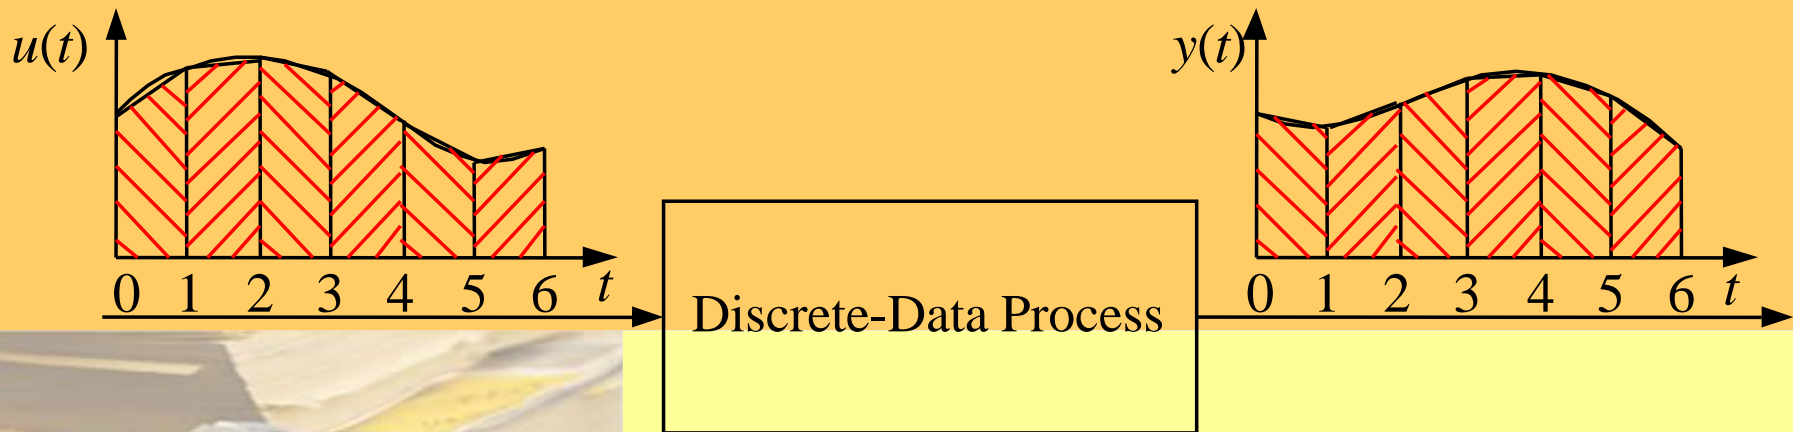 u(t)
0 1 2 3 4 5 6 t
y(t)
0 1 2 3 4 5 6 t
Discrete-Data Process